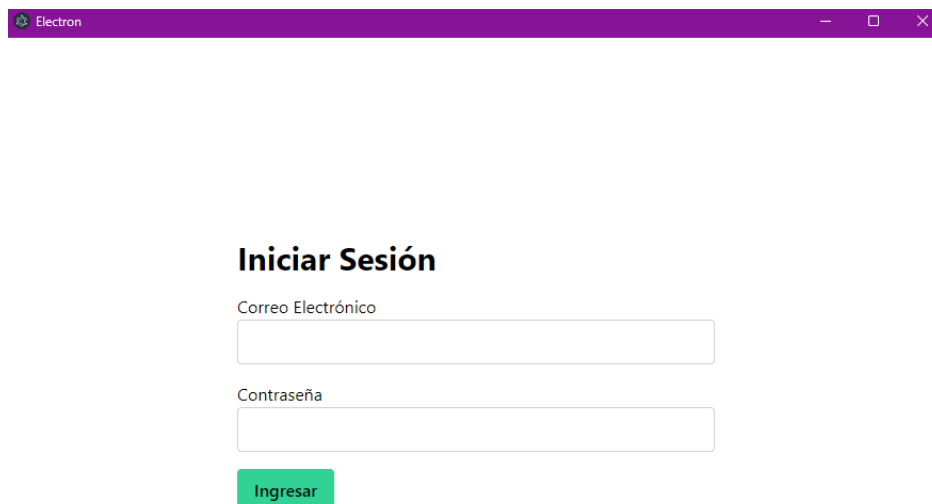 Electron
Iniciar Sesión
Correo Electrónico
Contraseña
Ingresar